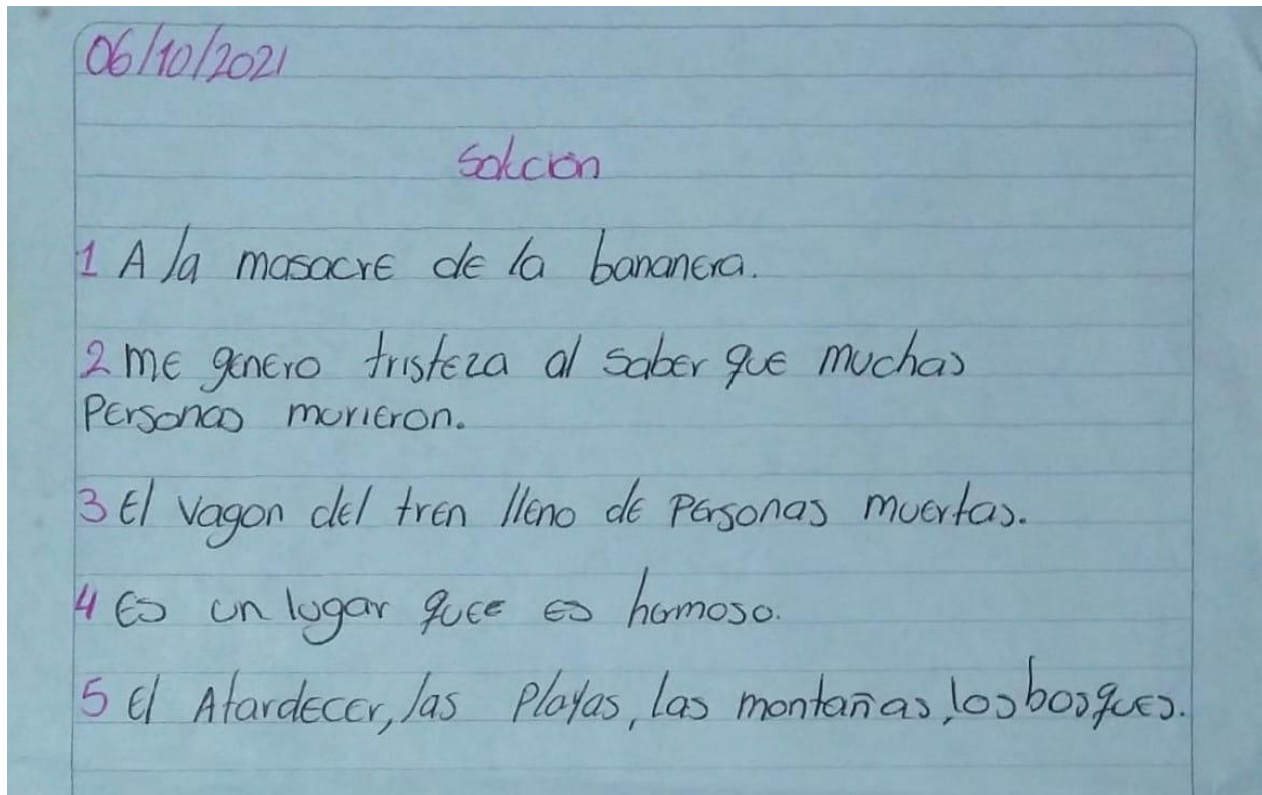 06/10/2021
Solución
1 A la masacre de la bananera.
2 me genero tristeza al saber que muchas
Personas murieron.
3 El vagon del tren lleno de Personas muertas.
4 Es un lugar quee es hermoso.
5 El Atardecer, las Playas, las montañas, los bosques.